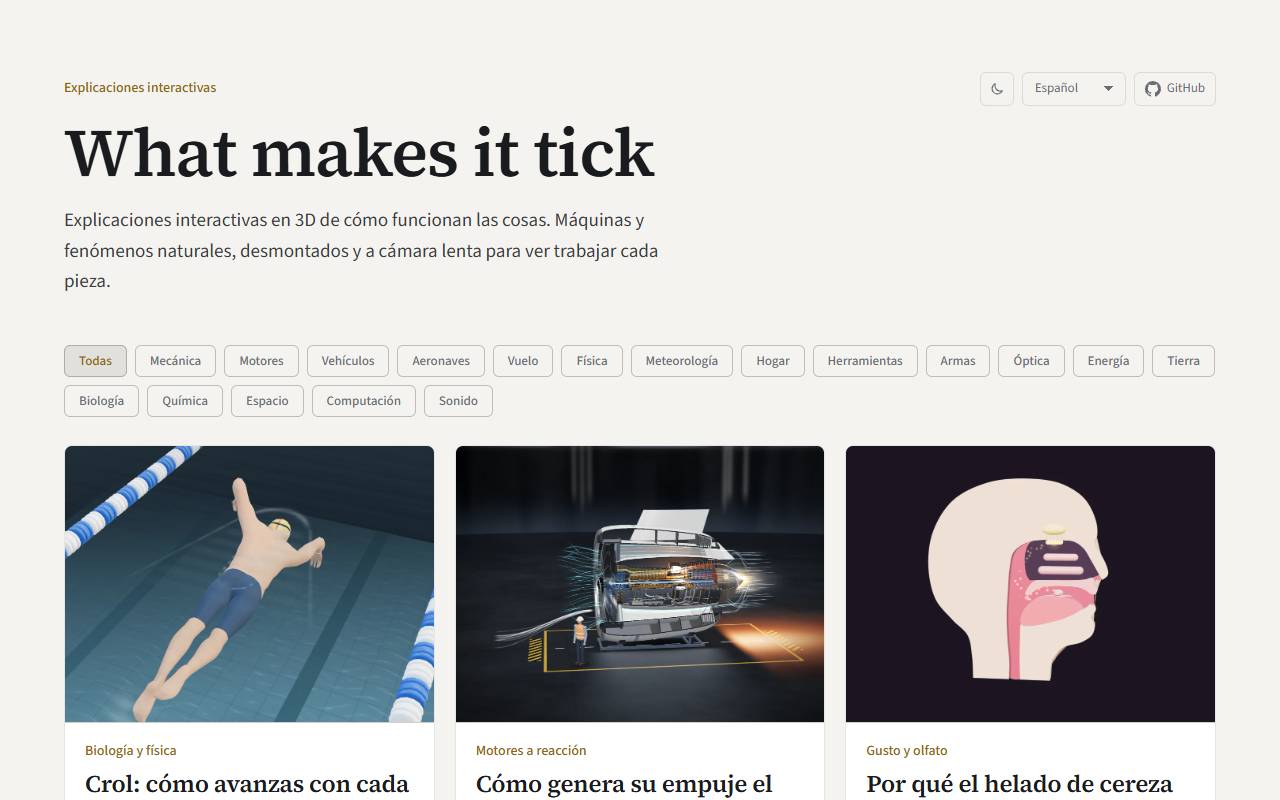 Explicaciones interactivas
Español
GitHub
What makes it tick
Explicaciones interactivas en 3D de cómo funcionan las cosas. Máquinas y
fenómenos naturales, desmontados y a cámara lenta para ver trabajar cada
pieza.
Todas
Mecánica
Motores
Vehículos
Aeronaves
Vuelo
Física
Meteorología
Hogar
Herramientas
Armas
Óptica
Energía
Tierra
Biología
Química
Espacio
Computación
Sonido
Biología y física
Crol: cómo avanzas con cada
Motores a reacción
Cómo genera su empuje el
Gusto y olfato
Por qué el helado de cereza